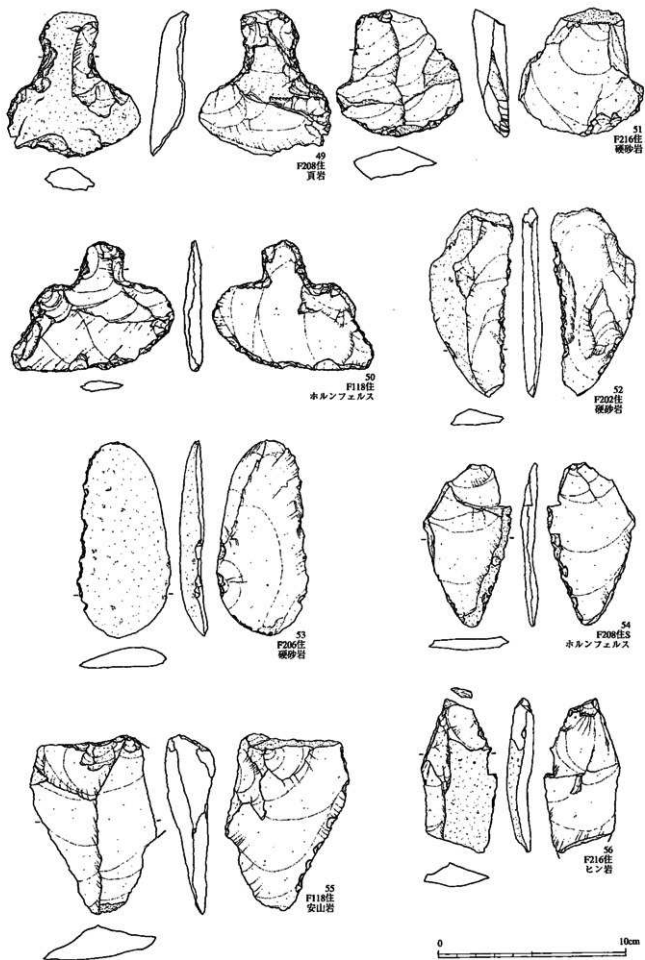 49
F208住
頁岩
51
F216住
硬砂岩
50
F118住
ホルンフェルス
52
F202住
硬砂岩
53
F206住
硬砂岩
54
F208住S
ホルンフェルス
55
F118住
安山岩
56
F216住
ヒン岩
0 10cm